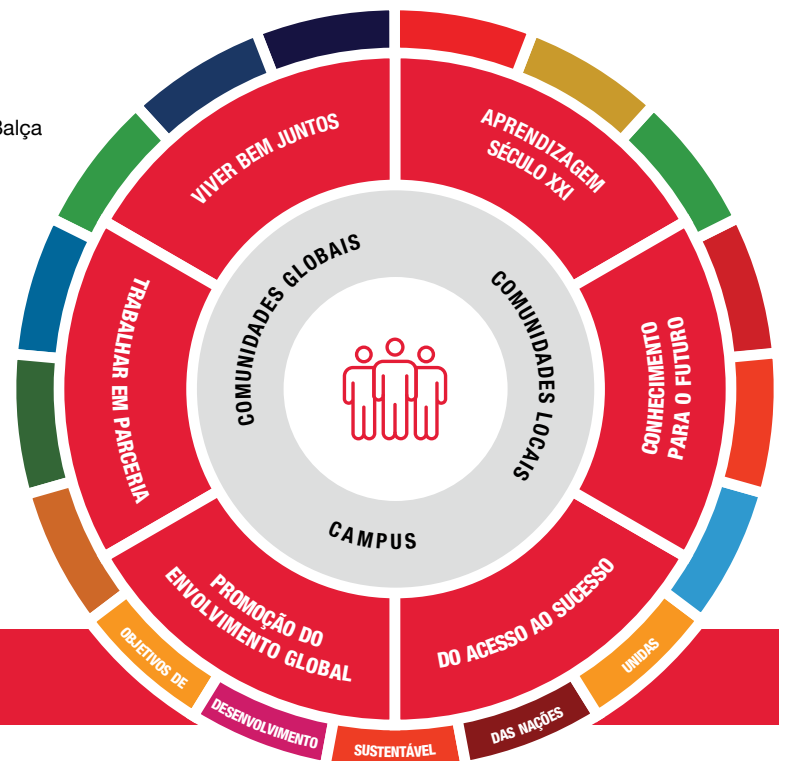 Balça
VIVER BEM JUNTOS
APRENDIZAGEM
SÉCULO XXI
CONHECIMENTO
PARA O FUTURO
DO ACESSO AO SUCESSO
PROMOÇÃO DO
ENVOLVIMENTO GLOBAL
TRABALHAR EM PARCERIA
COMUNIDADES GLOBAIS
COMUNIDADES LOCAIS
CAMPUS
OBJETIVOS DE
DESENVOLVIMENTO
SUSTENTÁVEL
DAS NAÇÕES
UNIDAS